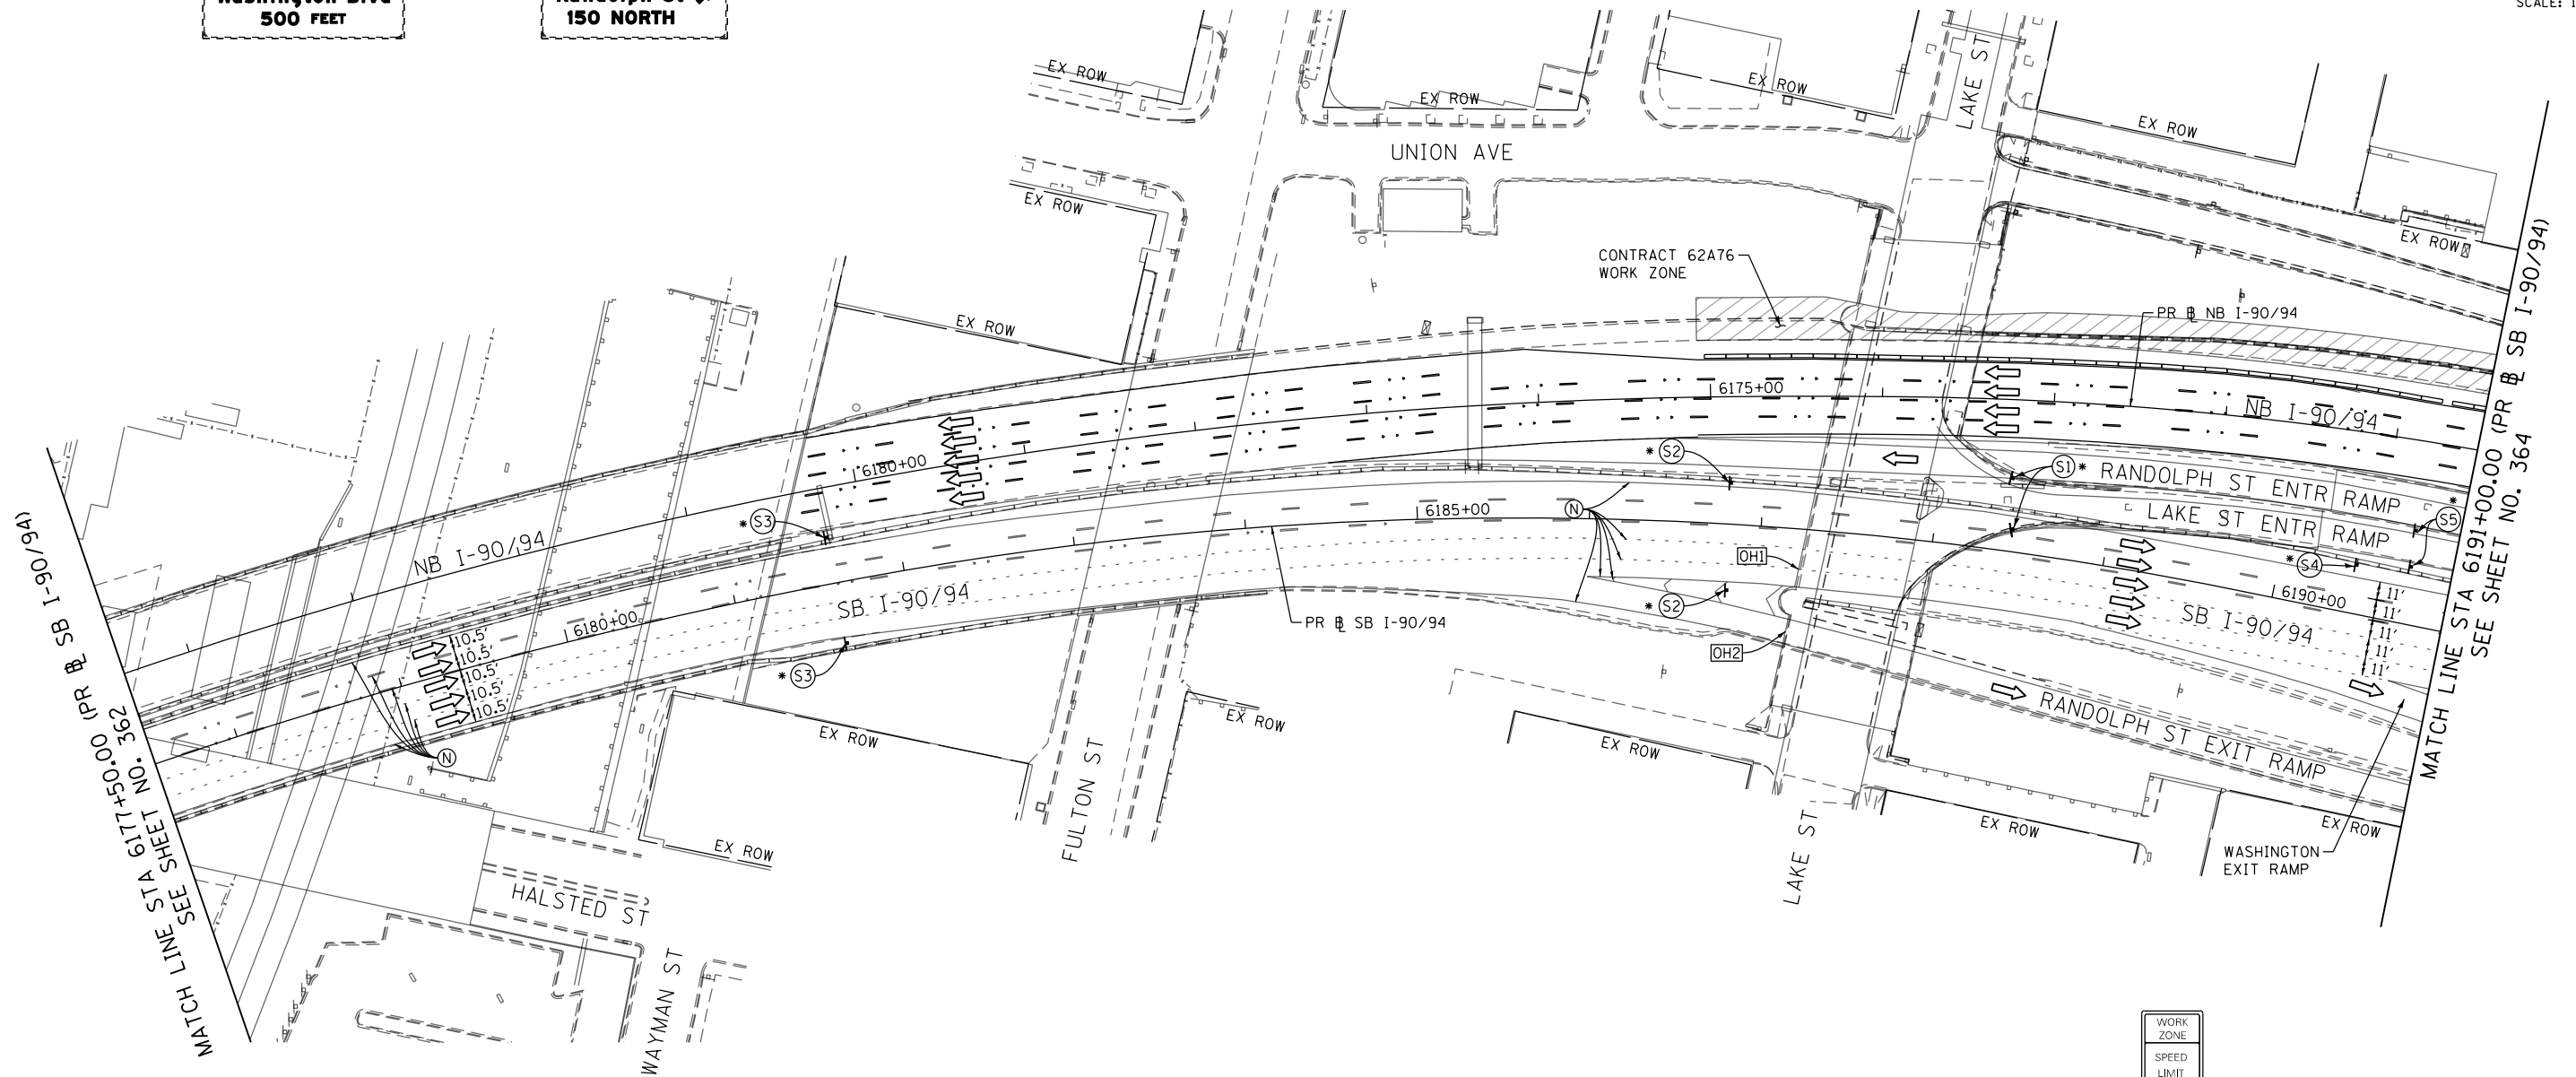 500 FEET
150 NORTH
EX ROW
EX ROW
EX ROW
LAKE ST
EX ROW
UNION AVE
EX ROW
EX ROW
CONTRACT 62A76
WORK ZONE
PR BL NB I-90/94
EX ROW
6175+00
NB I-90/94
6180+00
* S2
S1 *
RANDOLPH ST ENTR RAMP
LAKE ST ENTR RAMP
*
S5
* S3
6185+00
N
NB I-90/94
OH1
* S4
SB I-90/94
* S2
6190+00
11'
11'
11'
11'
11'
SB I-90/94
6180+00
PR BL SB I-90/94
10.5'
10.5'
10.5'
10.5'
10.5'
OH2
* S3
RANDOLPH ST EXIT RAMP
EX ROW
EX ROW
EX ROW
N
FULTON ST
LAKE ST
EX ROW
EX ROW
EX ROW
WASHINGTON
EXIT RAMP
HALSTED ST
WAYMAN ST
MATCH LINE STA 6177+50.00 (PR BL SB I-90/94)
SEE SHEET NO. 362
MATCH LINE STA 6191+00.00 (PR BL SB I-90/94)
SEE SHEET NO. 364
WORK
ZONE
SPEED
LIMIT